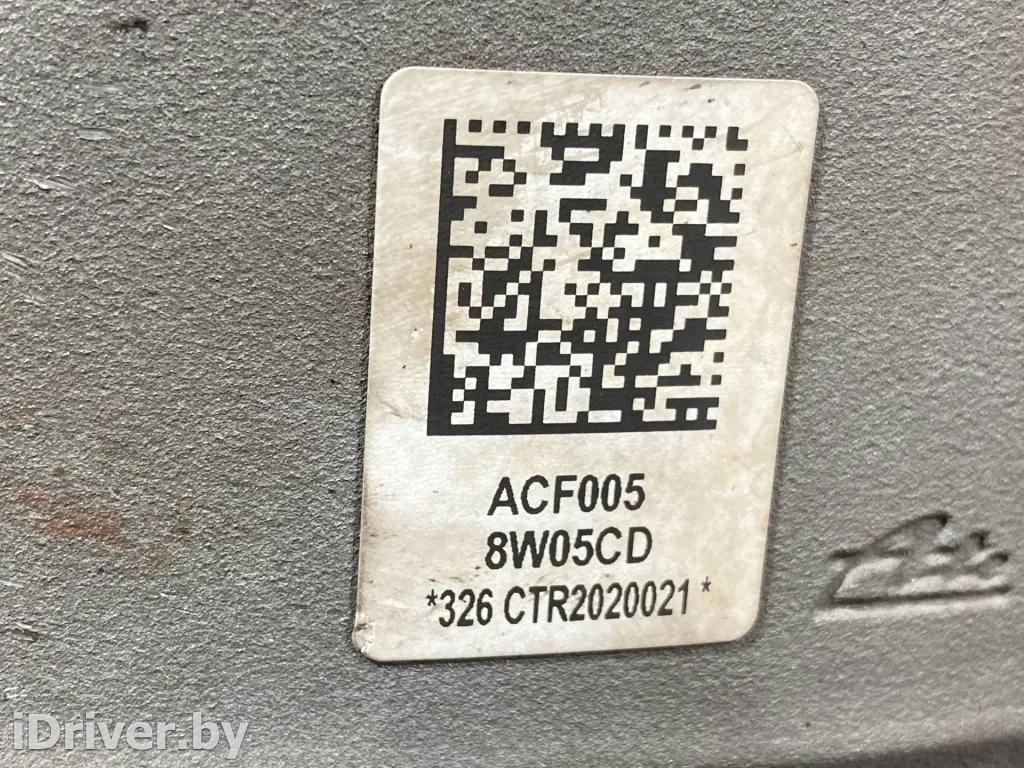 ACF005
8W05CD
*326 CTR2020021*
iDriver.by